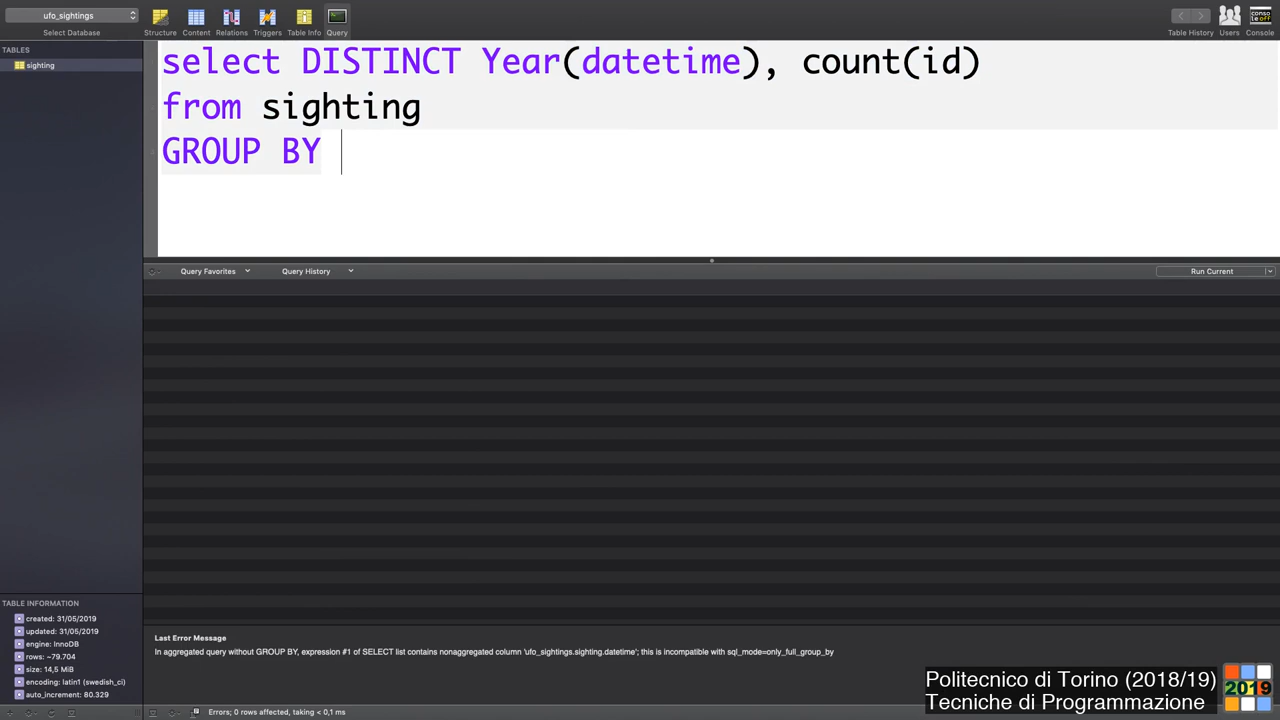 ufo_sightings
Select Database
Structure
Content
Relations
Triggers
Table Info
Query
Table History
Users
conso
le off
Console
TABLES
sighting
select DISTINCT Year(datetime), count(id)
from sighting
GROUP BY
Query Favorites
Query History
Run Current
TABLE INFORMATION
created: 31/05/2019
updated: 31/05/2019
engine: InnoDB
rows: ~79.704
size: 14,5 MiB
encoding: latin1 (swedish_ci)
auto_increment: 80.329
Last Error Message
In aggregated query without GROUP BY, expression #1 of SELECT list contains nonaggregated column 'ufo_sightings.sighting.datetime'; this is incompatible with sql_mode=only_full_group_by
Errors; 0 rows affected, taking < 0,1 ms
Politecnico di Torino (2018/19)
Tecniche di Programmazione
2019